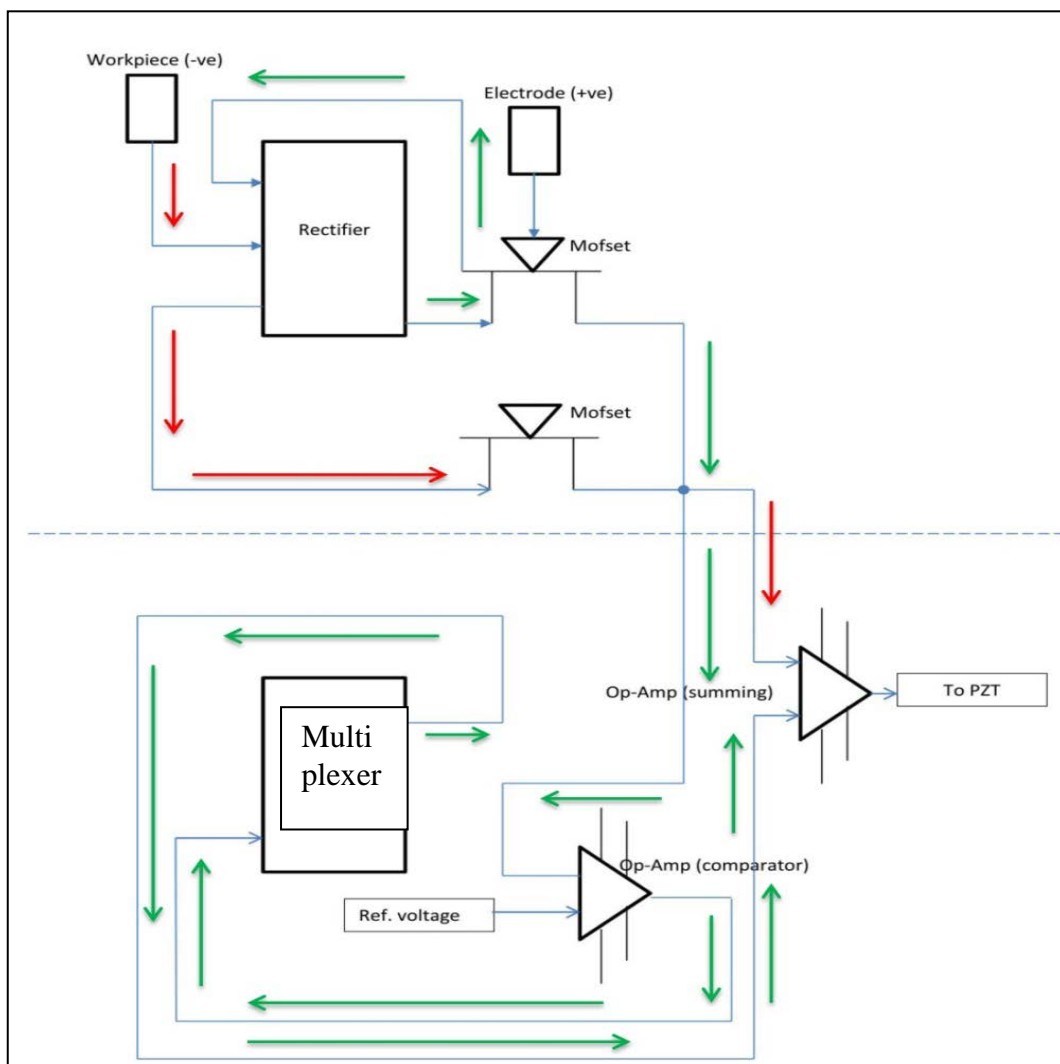 Workpiece (-ve)
Electrode (+ve)
Rectifier
Mofset
Mofset
Op-Amp (summing)
To PZT
Multi
plexer
Op-Amp (comparator)
Ref. voltage